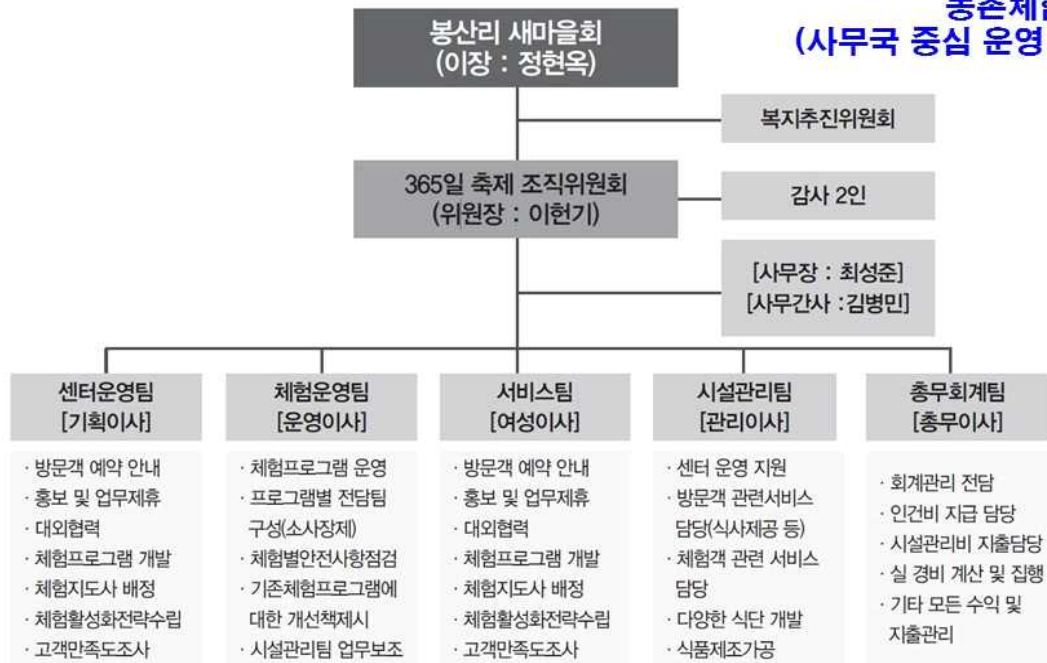 (사무국 중심 운영
봉산리 새마을회
(이장 : 정현옥)
복지추진위원회
365일 축제 조직위원회
(위원장 : 이헌기)
감사 2인
[사무장 : 최성준]
[사무간사 :김병민]
센터운영팀
[기획이사]
· 방문객 예약 안내
· 홍보 및 업무제휴
· 대외협력
· 체험프로그램 개발
· 체험지도사 배정
· 체험활성화전략수립
· 고객만족도조사
체험운영팀
[운영이사]
· 체험프로그램 운영
· 프로그램별 전담팀
구성(소사장제)
· 체험별안전사항점검
· 기존체험프로그램에
대한 개선책제시
· 시설관리팀 업무보조
서비스팀
[여성이사]
· 방문객 예약 안내
· 홍보 및 업무제휴
· 대외협력
· 체험프로그램 개발
· 체험지도사 배정
· 체험활성화전략수립
· 고객만족도조사
시설관리팀
[관리이사]
· 센터 운영 지원
· 방문객 관련서비스
담당(식사제공 등)
· 체험객 관련 서비스
담당
· 다양한 식단 개발
· 식품제조가공
총무회계팀
[총무이사]
· 회계관리 전담
· 인건비 지급 담당
· 시설관리비 지출담당
· 실 경비 계산 및 집행
· 기타 모든 수익 및
지출관리